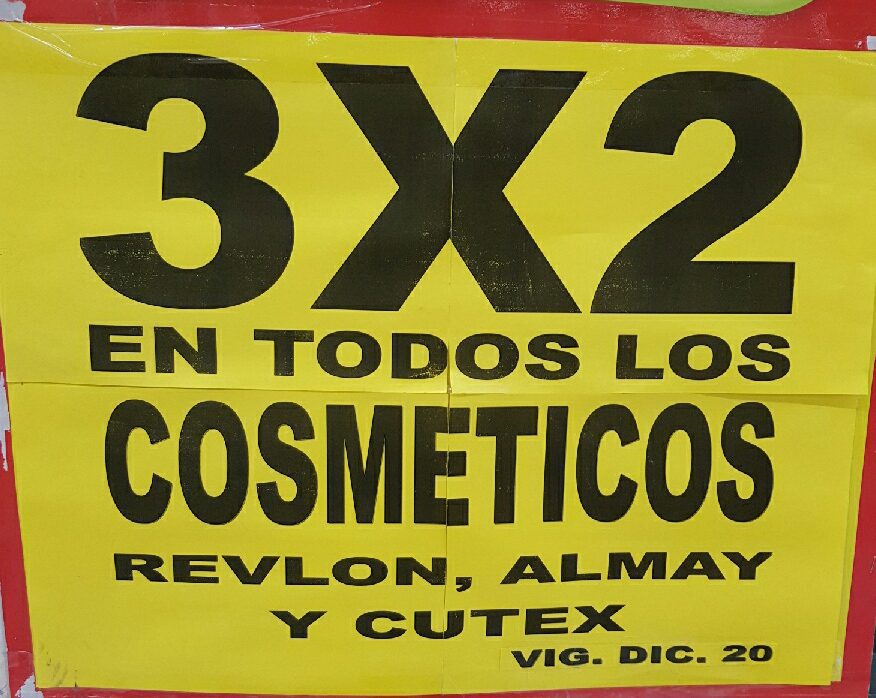 3X2
EN TODOS LOS
COSMETICOS
REVLON, ALMAY
Y CUTEX
VIG. DIC. 20